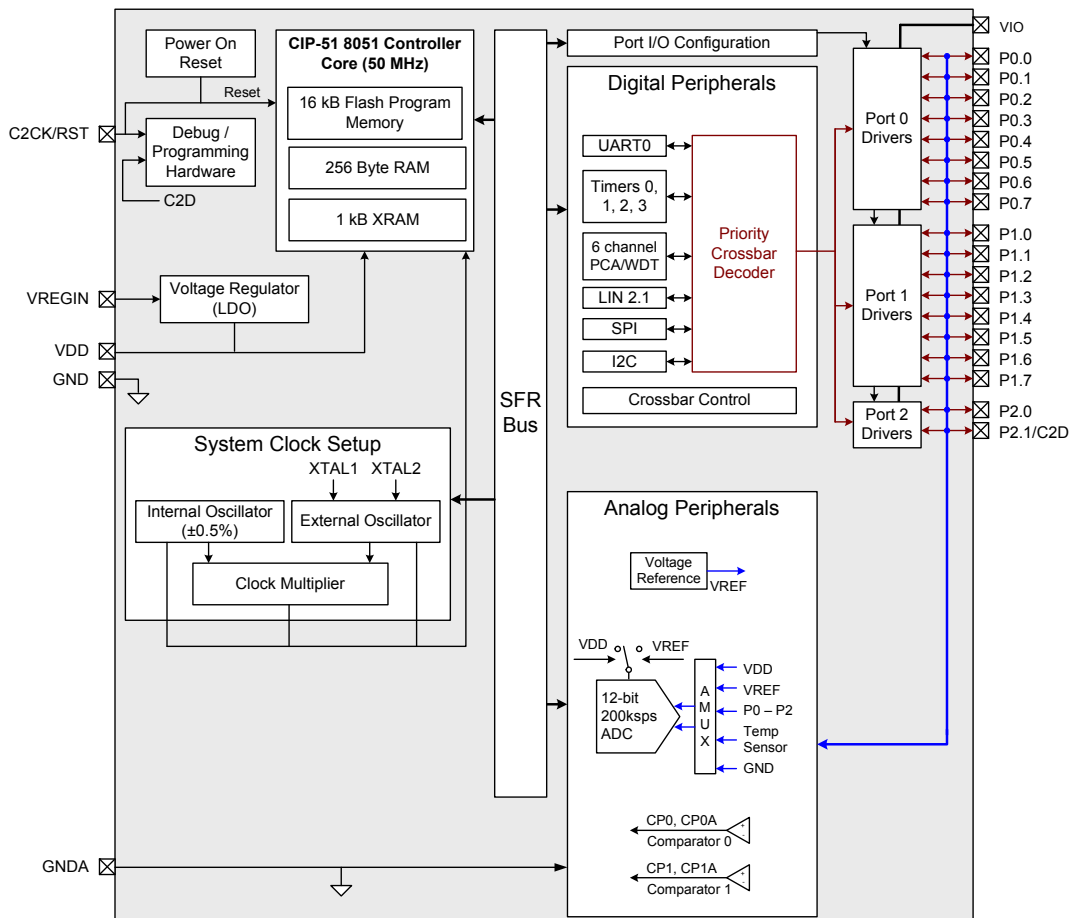 Power On
Reset
Reset
C2CK/RST
Debug /
Programming
Hardware
C2D
CIP-51 8051 Controller
Core (50 MHz)
16 kB Flash Program
Memory
256 Byte RAM
1 kB XRAM
VREGIN
Voltage Regulator
(LDO)
VDD
GND
System Clock Setup
XTAL1
XTAL2
Internal Oscillator
(±0.5%)
External Oscillator
Clock Multiplier
GNDA
SFR
Bus
Port I/O Configuration
Digital Peripherals
UART0
Timers 0,
1, 2, 3
6 channel
PCA/WDT
LIN 2.1
SPI
I2C
Priority
Crossbar
Decoder
Crossbar Control
Port 0
Drivers
Port 1
Drivers
Port 2
Drivers
VIO
P0.0
P0.1
P0.2
P0.3
P0.4
P0.5
P0.6
P0.7
P1.0
P1.1
P1.2
P1.3
P1.4
P1.5
P1.6
P1.7
P2.0
P2.1/C2D
Analog Peripherals
Voltage
Reference
VREF
VDD
VREF
12-bit
200ksps
ADC
A
M
U
X
VDD
VREF
P0 – P2
Temp
Sensor
GND
CP0, CP0A
+
-
Comparator 0
CP1, CP1A
+
-
Comparator 1